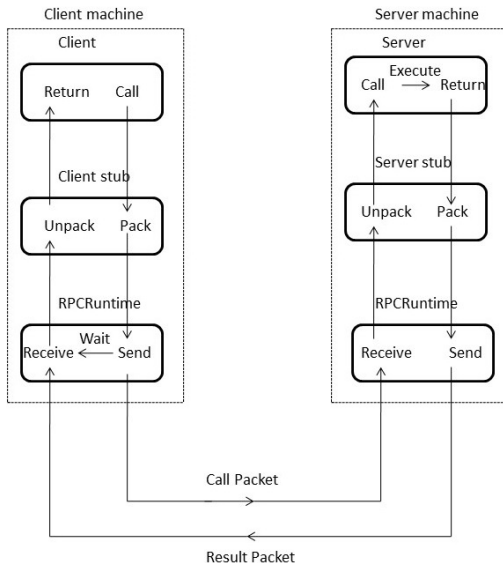 Client machine
Client
Return Call
Client stub
Unpack Pack
RPCRuntime
Wait
Receive Send
Server machine
Server
Execute
Call Return
Server stub
Unpack Pack
RPCRuntime
Receive Send
Call Packet
Result Packet